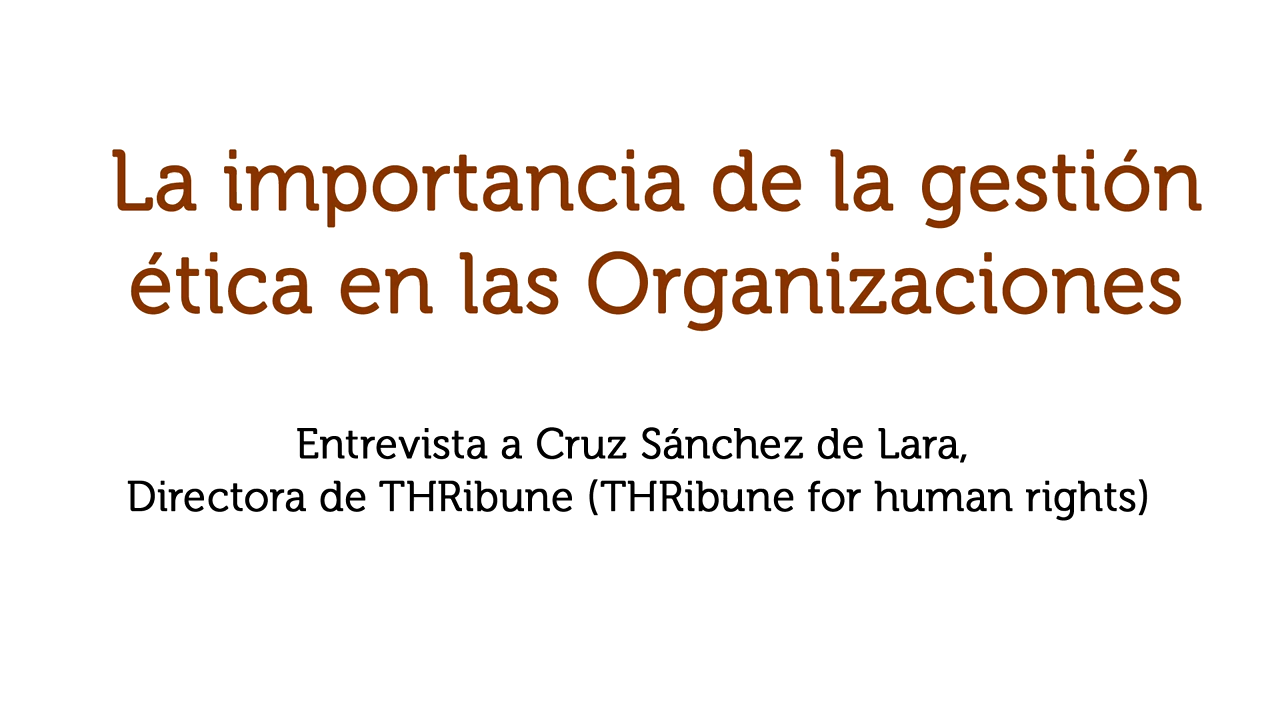 La importancia de la gestión
ética en las Organizaciones
Entrevista a Cruz Sánchez de Lara,
Directora de THRibune (THRibune for human rights)